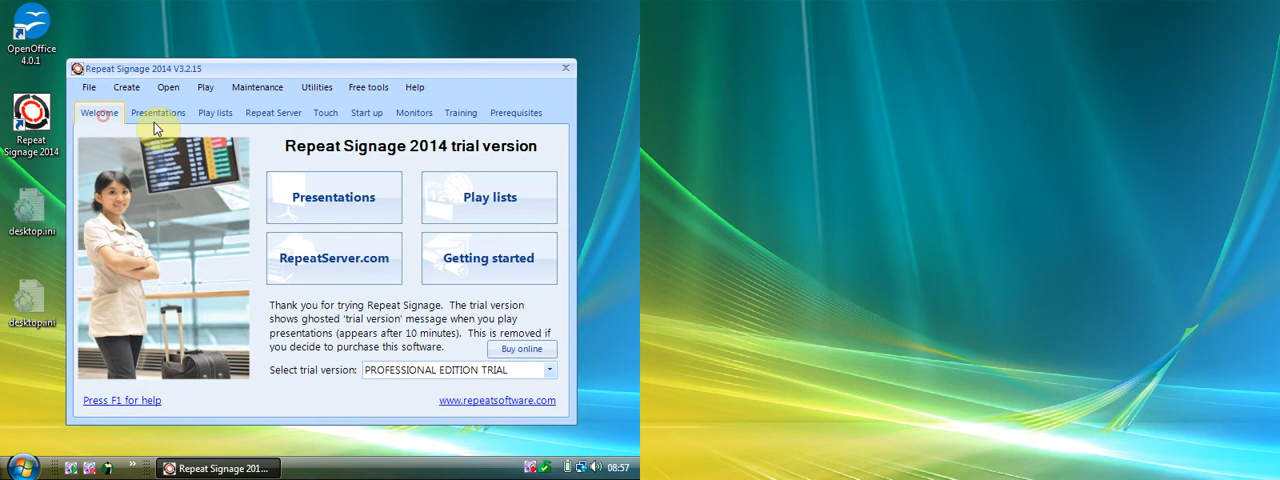 OpenOffice
4.0.1
Repeat
Signage 2014
desktop.ini
desktop.ini
Repeat Signage 2014 V3.2.15
File Create Open Play Maintenance Utilities Free tools Help
Welcome Presentations Play lists Repeat Server Touch Start up Monitors Training Prerequisites
Repeat Signage 2014 trial version
Presentations Play lists
RepeatServer.com Getting started
Thank you for trying Repeat Signage. The trial version
shows ghosted 'trial version' message when you play
presentations (appears after 10 minutes). This is removed if
you decide to purchase this software.
Buy online
Select trial version: PROFESSIONAL EDITION TRIAL
Press F1 for help www.repeatsoftware.com
Repeat Signage 201... 08:57